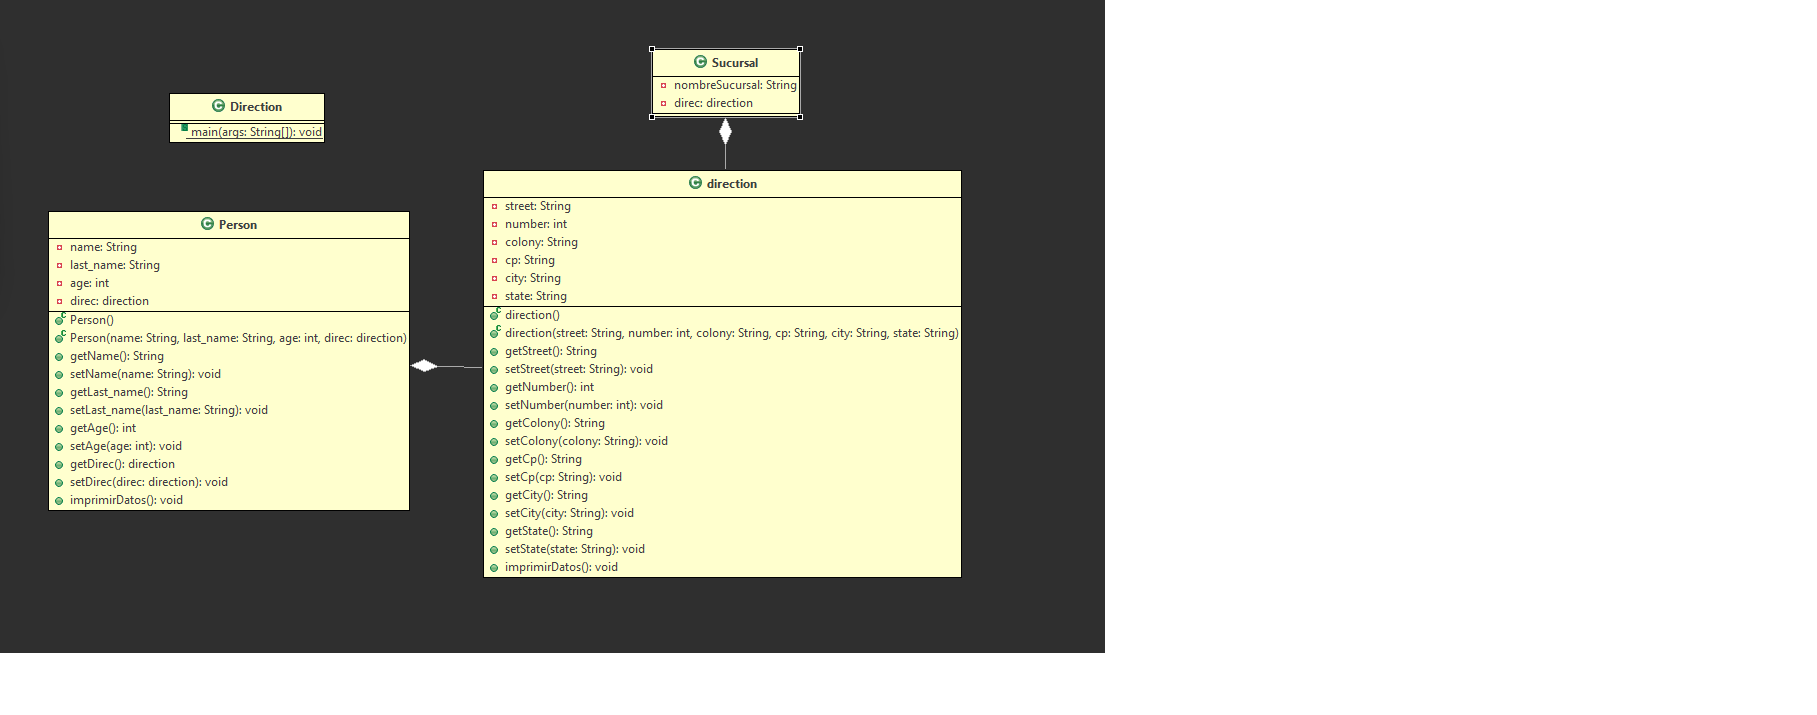 Sucursal
nombreSucursal: String
direc: direction
Direction
main(args: String[]): void
direction
street: String
number: int
colony: String
cp: String
city: String
state: String
direction()
direction(street: String, number: int, colony: String, cp: String, city: String, state: String)
getStreet(): String
setStreet(street: String): void
getNumber(): int
setNumber(number: int): void
getColony(): String
setColony(colony: String): void
getCp(): String
setCp(cp: String): void
getCity(): String
setCity(city: String): void
getState(): String
setState(state: String): void
imprimirDatos(): void
Person
name: String
last_name: String
age: int
direc: direction
Person()
Person(name: String, last_name: String, age: int, direc: direction)
getName(): String
setName(name: String): void
getLast_name(): String
setLast_name(last_name: String): void
getAge(): int
setAge(age: int): void
getDirec(): direction
setDirec(direc: direction): void
imprimirDatos(): void